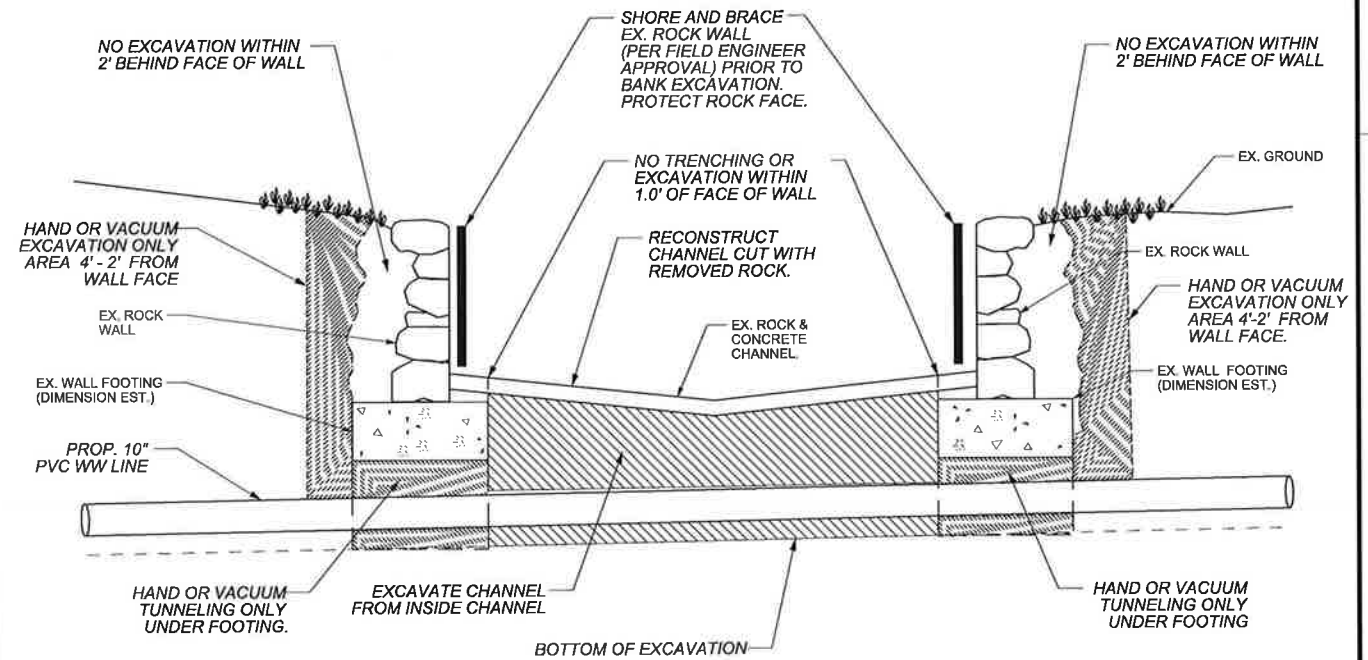 NO EXCAVATION WITHIN
2' BEHIND FACE OF WALL
SHORE AND BRACE
EX. ROCK WALL
(PER FIELD ENGINEER
APPROVAL) PRIOR TO
BANK EXCAVATION.
PROTECT ROCK FACE.
NO EXCAVATION WITHIN
2' BEHIND FACE OF WALL
NO TRENCHING OR
EXCAVATION WITHIN
1.0' OF FACE OF WALL
EX. GROUND
HAND OR VACUUM
EXCAVATION ONLY
AREA 4' - 2' FROM
WALL FACE
RECONSTRUCT
CHANNEL CUT WITH
REMOVED ROCK.
EX. ROCK WALL
HAND OR VACUUM
EXCAVATION ONLY
AREA 4'-2' FROM
WALL FACE.
EX. ROCK
WALL
EX. ROCK &
CONCRETE
CHANNEL.
EX. WALL FOOTING
(DIMENSION EST.)
EX. WALL FOOTING
(DIMENSION EST.)
PROP. 10"
PVC WW LINE
HAND OR VACUUM
TUNNELING ONLY
UNDER FOOTING.
EXCAVATE CHANNEL
FROM INSIDE CHANNEL
HAND OR VACUUM
TUNNELING ONLY
UNDER FOOTING
BOTTOM OF EXCAVATION